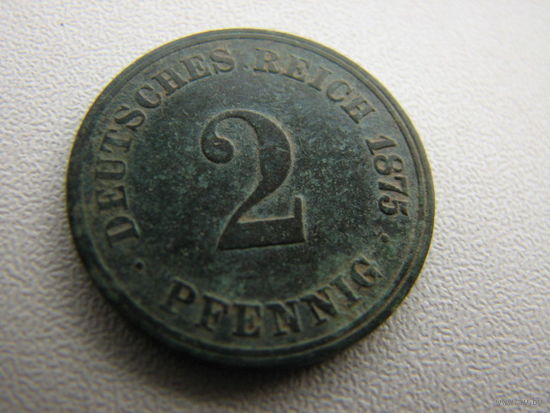 DEUTSCHES REICH 1875
2
PFENNIG